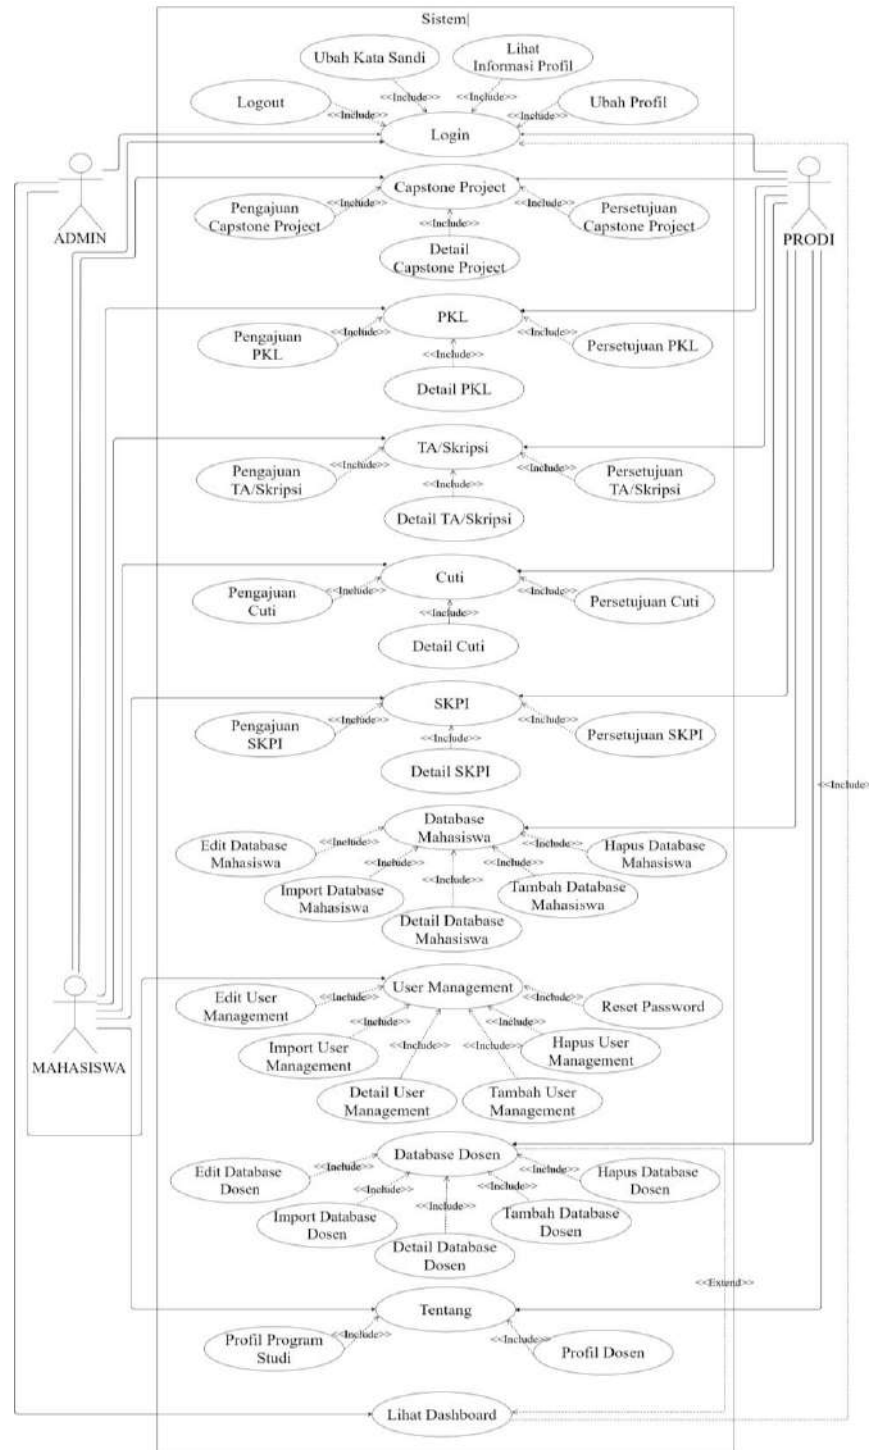 Sistem
Ubah Kata Sandi
Lihat
Informasi Profil
<<Include>>
<<Include>>
Logout
Ubah Profil
<<Include>>
<<Include>>
Login
ADMIN
PRODI
Capstone Project
<<Include>>
<<Include>>
Pengajuan
Capstone Project
<<Include>>
Persetujuan
Capstone Project
Detail
Capstone Project
PKL
<<Include>>
<<Include>>
Pengajuan
PKL
<<Include>>
Persetujuan PKL
Detail PKL
TA/Skripsi
<<Include>>
<<Include>>
Pengajuan
TA/Skripsi
<<Include>>
Persetujuan
TA/Skripsi
Detail TA/Skripsi
Cuti
<<Include>>
<<Include>>
Pengajuan
Cuti
<<Include>>
Persetujuan Cuti
Detail Cuti
SKPI
<<Include>>
<<Include>>
Pengajuan
SKPI
<<Include>>
Persetujuan SKPI
Detail SKPI
<<Include>>
Database
Mahasiswa
<<Include>>
<<Include>>
Edit Database
Mahasiswa
Hapus Database
Mahasiswa
<<Include>>
<<Include>>
<<Include>>
Import Database
Mahasiswa
Tambah Database
Mahasiswa
Detail Database
Mahasiswa
MAHASISWA
User Management
<<Include>>
<<Include>>
Edit User
Management
Reset Password
<<Include>>
<<Include>>
<<Include>>
<<Include>>
Import User
Management
Hapus User
Management
Detail User
Management
Tambah User
Management
Database Dosen
<<Include>>
<<Include>>
Edit Database
Dosen
Hapus Database
Dosen
<<Include>>
<<Include>>
<<Include>>
Import Database
Dosen
Tambah Database
Dosen
Detail Database
Dosen
<<Extend>>
Tentang
<<Include>>
<<Include>>
Profil Program
Studi
Profil Dosen
Lihat Dashboard